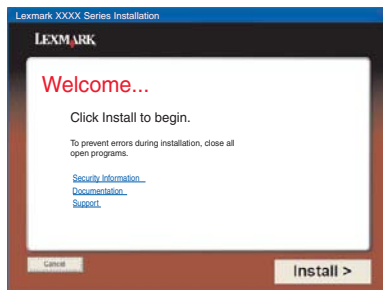 Lexmark XXXX Series Installation
LEXMARK
Welcome...
Click Install to begin.
To prevent errors during installation, close all
open programs.
Security Information
Documentation
Support
Cancel
Install >